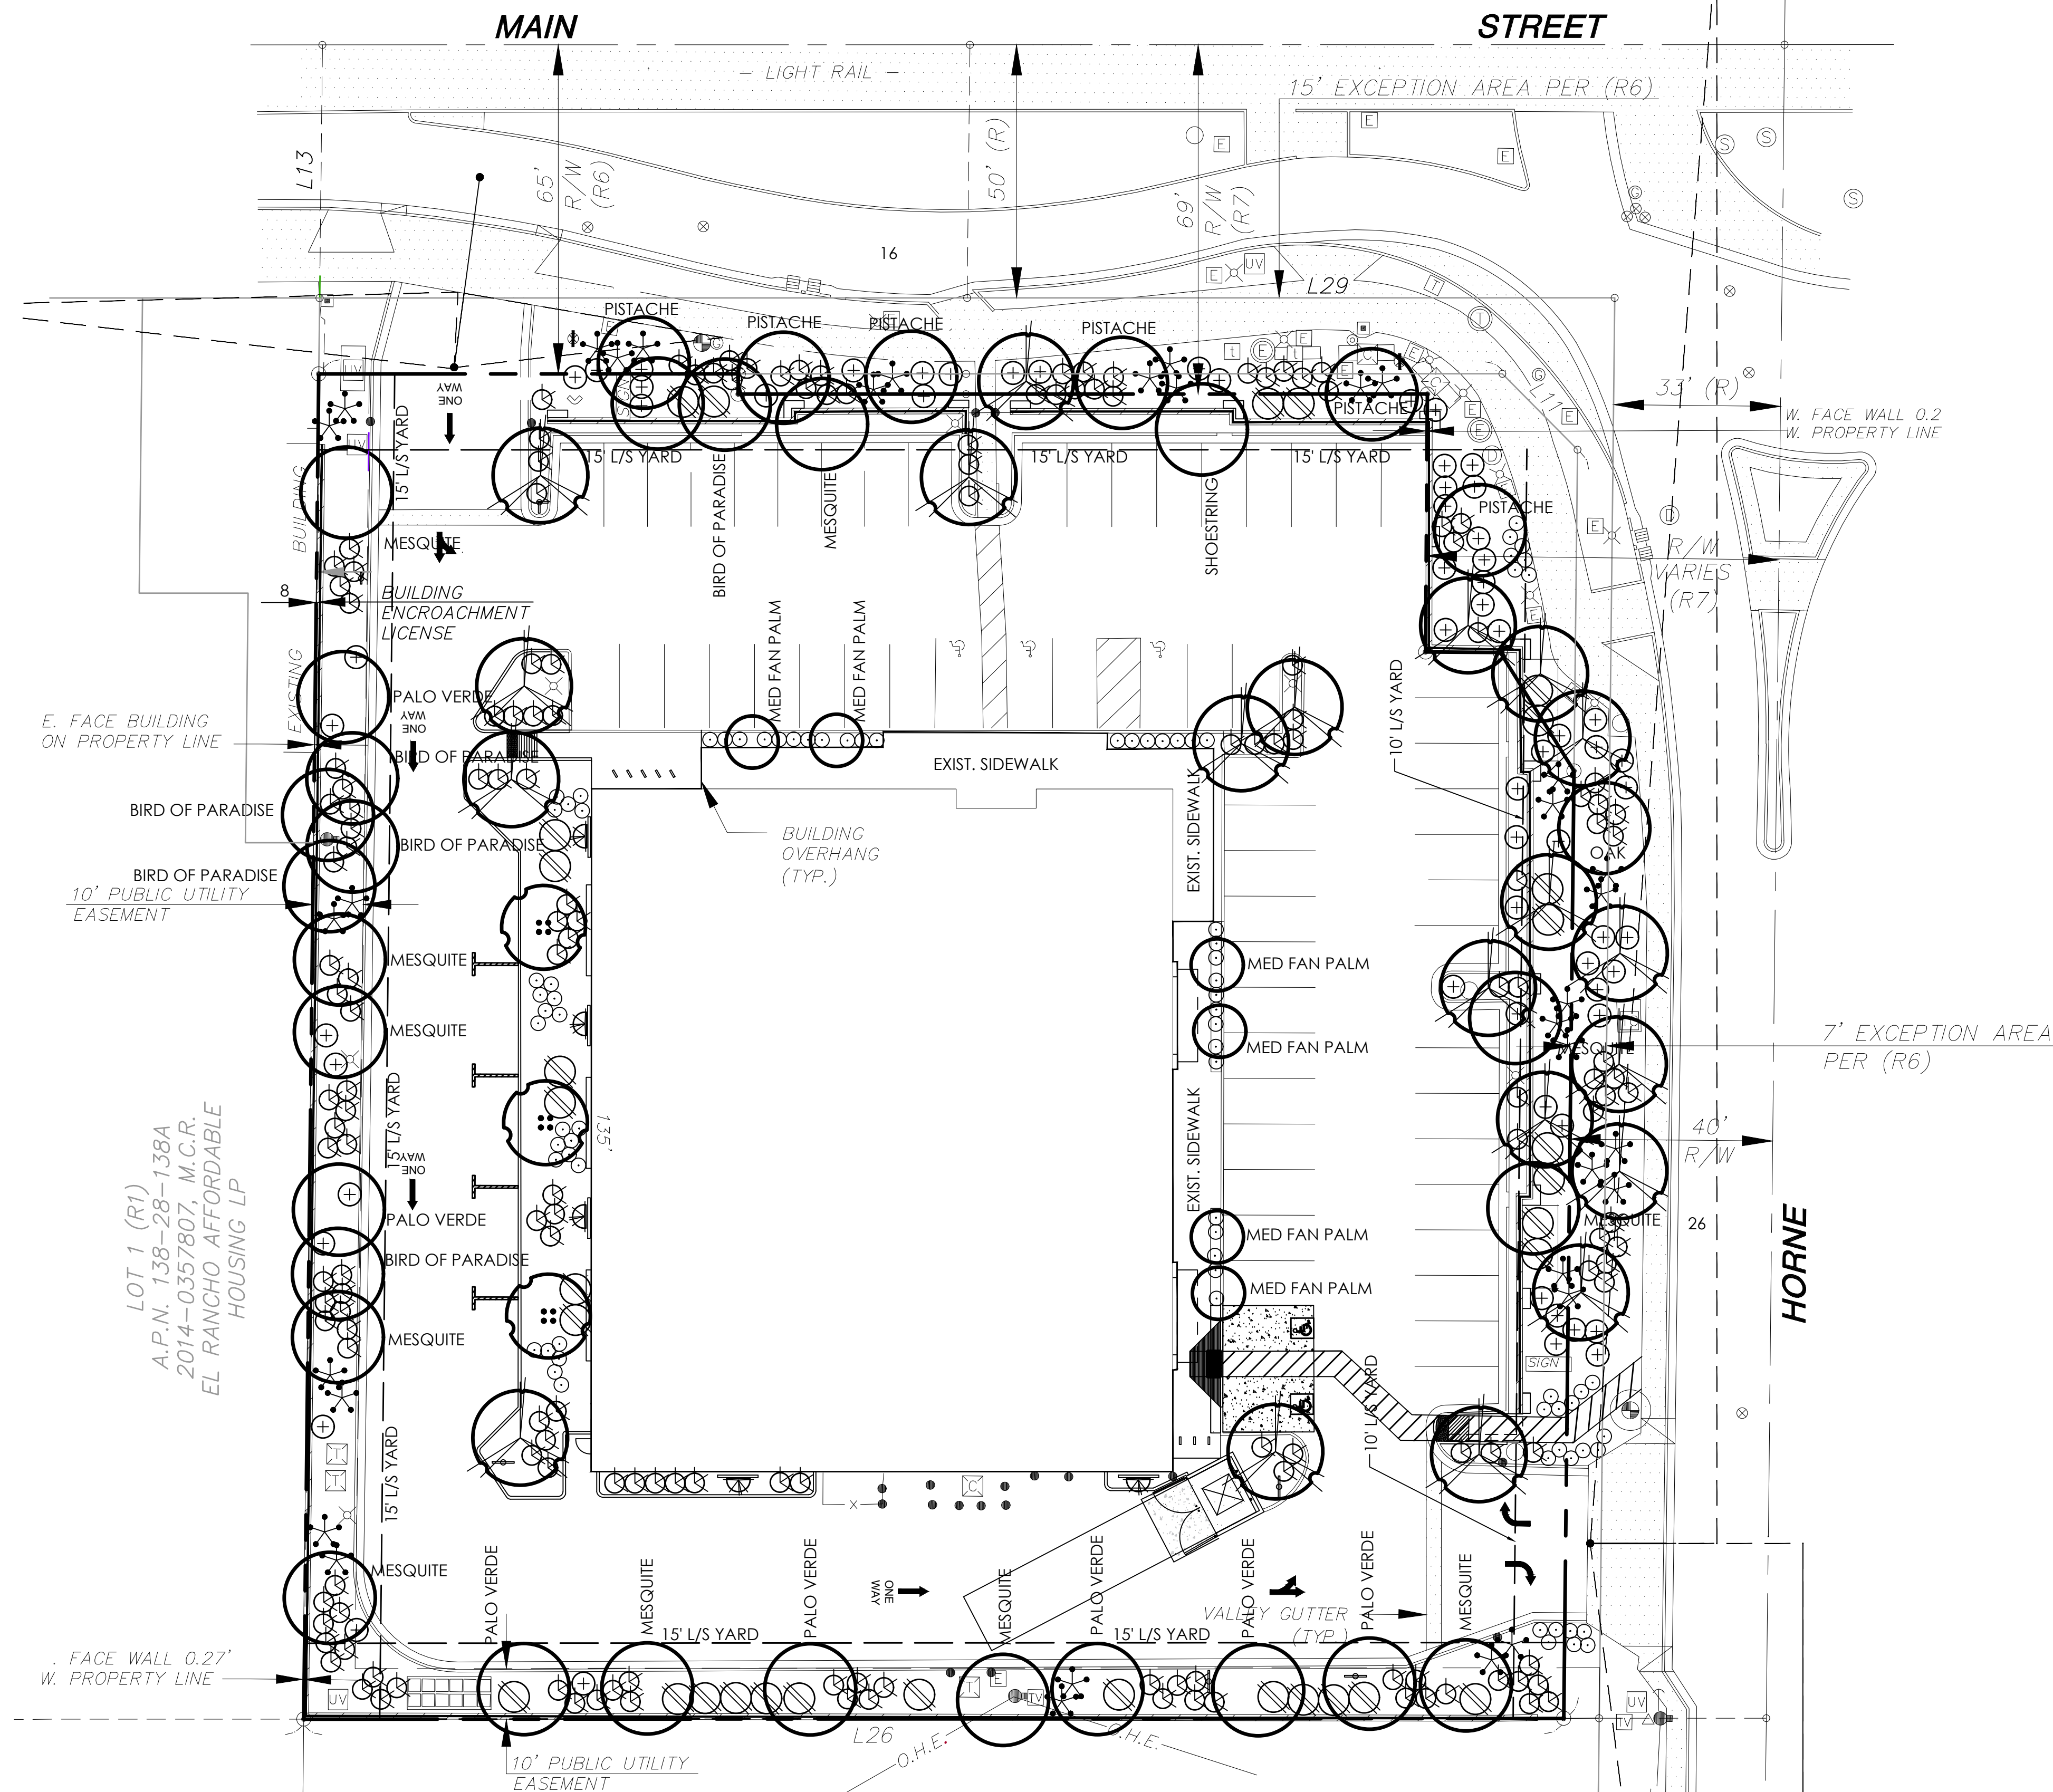 MAIN STREET
— LIGHT RAIL —
15' EXCEPTION AREA PER (R6)
L13
65'
R/W
(R6)
50' (R)
69'
R/W
(R7)
16
L29
L11
33' (R)
W. FACE WALL 0.2
W. PROPERTY LINE
PISTACHE
PISTACHE
PISTACHE
PISTACHE
PISTACHE
PISTACHE
SIGN
ONE
WAY
15' L/S YARD
15' L/S YARD
15' L/S YARD
15' L/S YARD
BUILDING
EXISTING
MESQUITE
BIRD OF PARADISE
MESQUITE
SHOESTRING
R/W
VARIES
(R7)
8
BUILDING
ENCROACHMENT
LICENSE
MED FAN PALM
MED FAN PALM
10' L/S YARD
PALO VERDE
ONE
WAY
E. FACE BUILDING
ON PROPERTY LINE
BIRD OF PARADISE
EXIST. SIDEWALK
EXIST. SIDEWALK
BIRD OF PARADISE
BIRD OF PARADISE
BUILDING
OVERHANG
(TYP.)
OAK
BIRD OF PARADISE
10' PUBLIC UTILITY
EASEMENT
MESQUITE
MED FAN PALM
MESQUITE
MED FAN PALM
MESQUITE
7' EXCEPTION AREA
PER (R6)
15' L/S YARD
ONE
WAY
135'
EXIST. SIDEWALK
40'
R/W
LOT 1 (R1)
A.P.N. 138-28-138A
2014-0357807, M.C.R.
EL RANCHO AFFORDABLE
HOUSING LP
PALO VERDE
MED FAN PALM
MESQUITE
26
HORNE
BIRD OF PARADISE
MED FAN PALM
MESQUITE
SIGN
10' L/S YARD
15' L/S YARD
MESQUITE
PALO VERDE
MESQUITE
PALO VERDE
ONE
WAY
MESQUITE
PALO VERDE
PALO VERDE
PALO VERDE
MESQUITE
VALLEY GUTTER
(TYP.)
15' L/S YARD
15' L/S YARD
. FACE WALL 0.27'
W. PROPERTY LINE
UV
T
E
TV
UV
TV
L26
O.H.E.
O.H.E.
10' PUBLIC UTILITY
EASEMENT